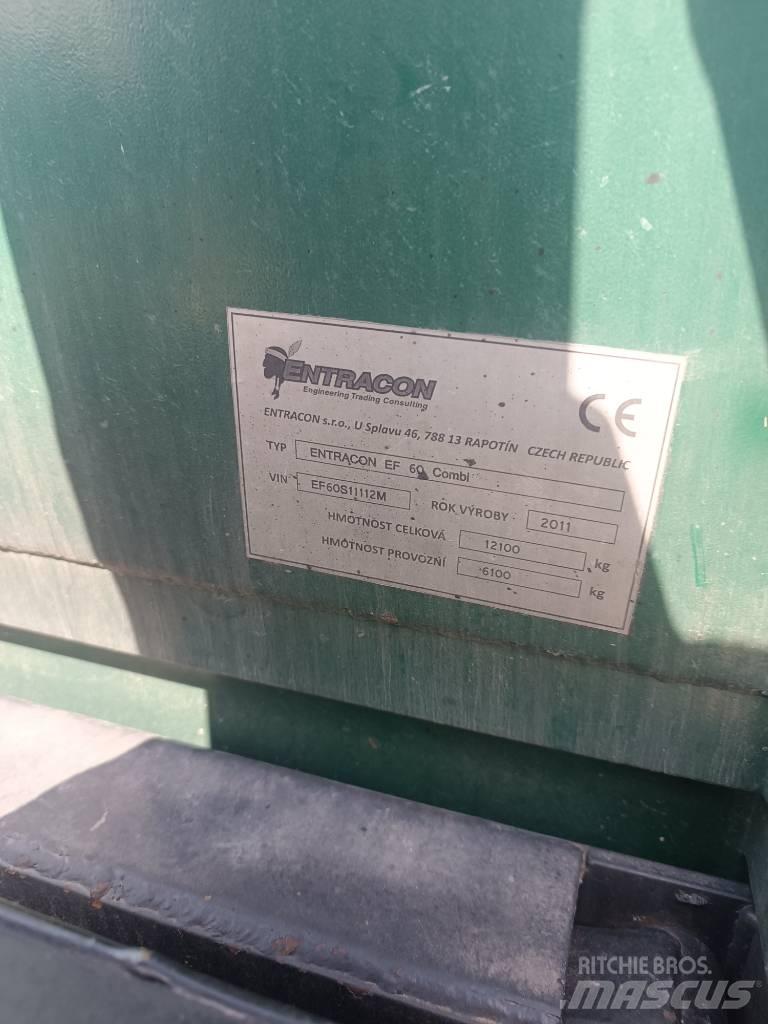 ENTRACON
Engineering Trading Consulting
CE
ENTRACON s.r.o., U Splavu 46, 788 13 RAPOTÍN CZECH REPUBLIC
TYP ENTRACON EF 60 Combi
VIN EF60S11112M ROK VÝROBY 2011
HMOTNOST CELKOVÁ 12100 kg
HMOTNOST PROVOZNÍ 6100 kg
RITCHIE BROS.
MASCUS